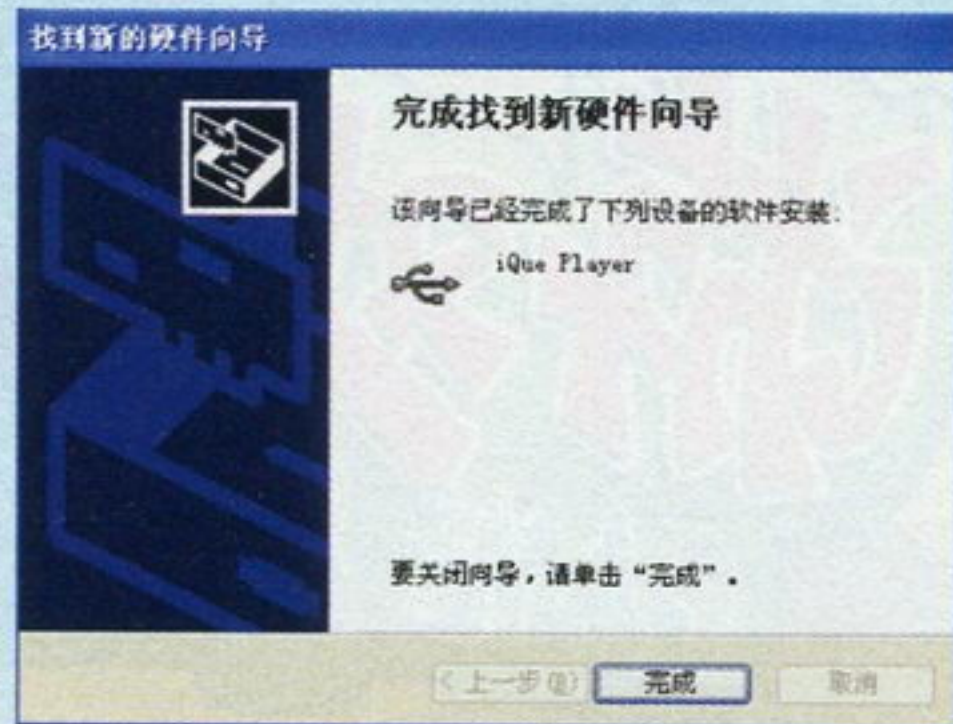 找到新的硬件向导
完成找到新硬件向导
该向导已经完成了下列设备的软件安装:
iQue Player
要关闭向导，请单击“完成”。
< 上一步(B)
完成
取消